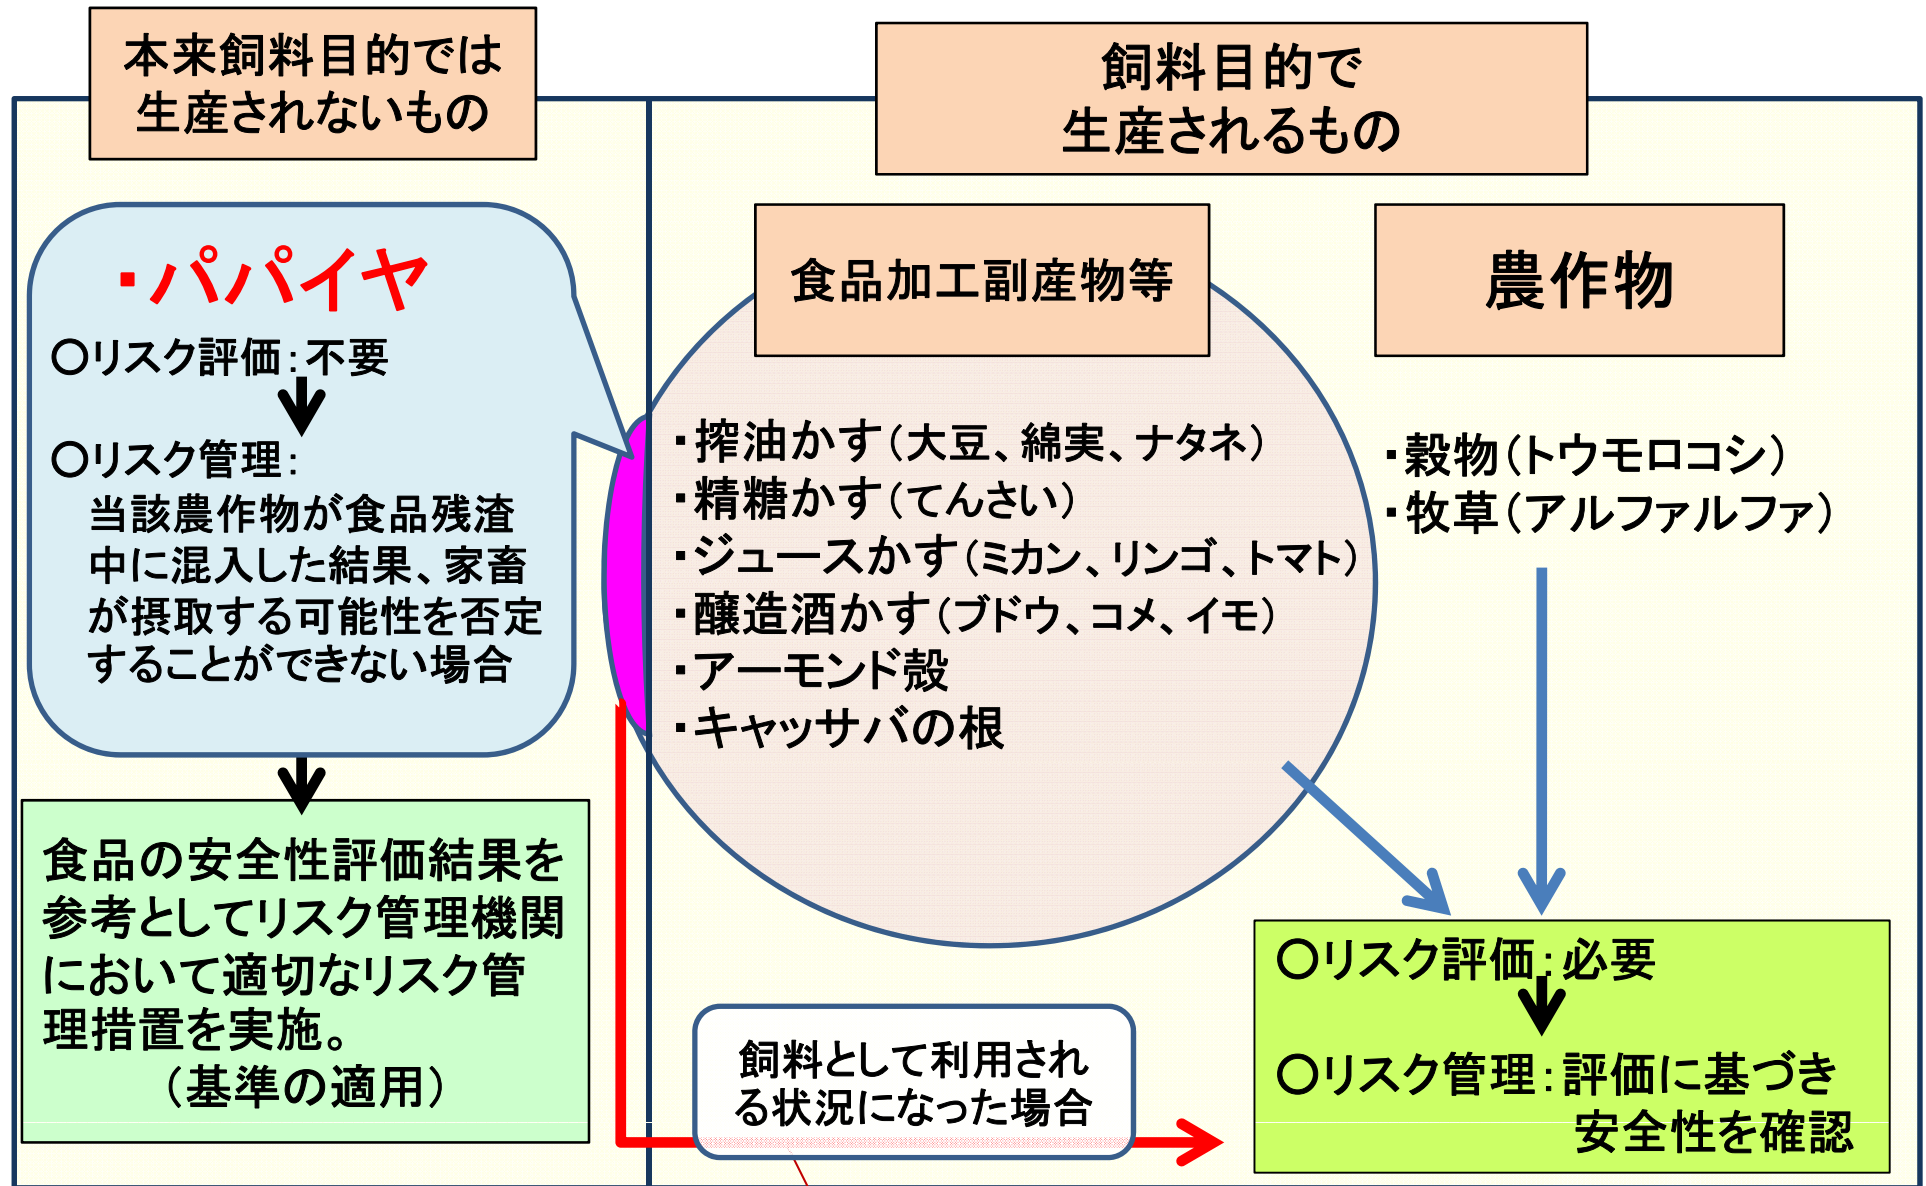 本来飼料目的では
生産されないもの
飼料目的で
生産されるもの
・パパイヤ
〇リスク評価：不要
〇リスク管理：
当該農作物が食品残渣
中に混入した結果、家畜
が摂取する可能性を否定
することができない場合
食品の安全性評価結果を
参考としてリスク管理機関
において適切なリスク管
理措置を実施。
（基準の適用）
食品加工副産物等
・搾油かす（大豆、綿実、ナタネ）
・精糖かす（てんさい）
・ジュースかす（ミカン、リンゴ、トマト）
・醸造酒かす（ブドウ、コメ、イモ）
・アーモンド殻
・キャッサバの根
農作物
・穀物（トウモロコシ）
・牧草（アルファルファ）
飼料として利用され
る状況になった場合
〇リスク評価：必要
〇リスク管理：評価に基づき
安全性を確認